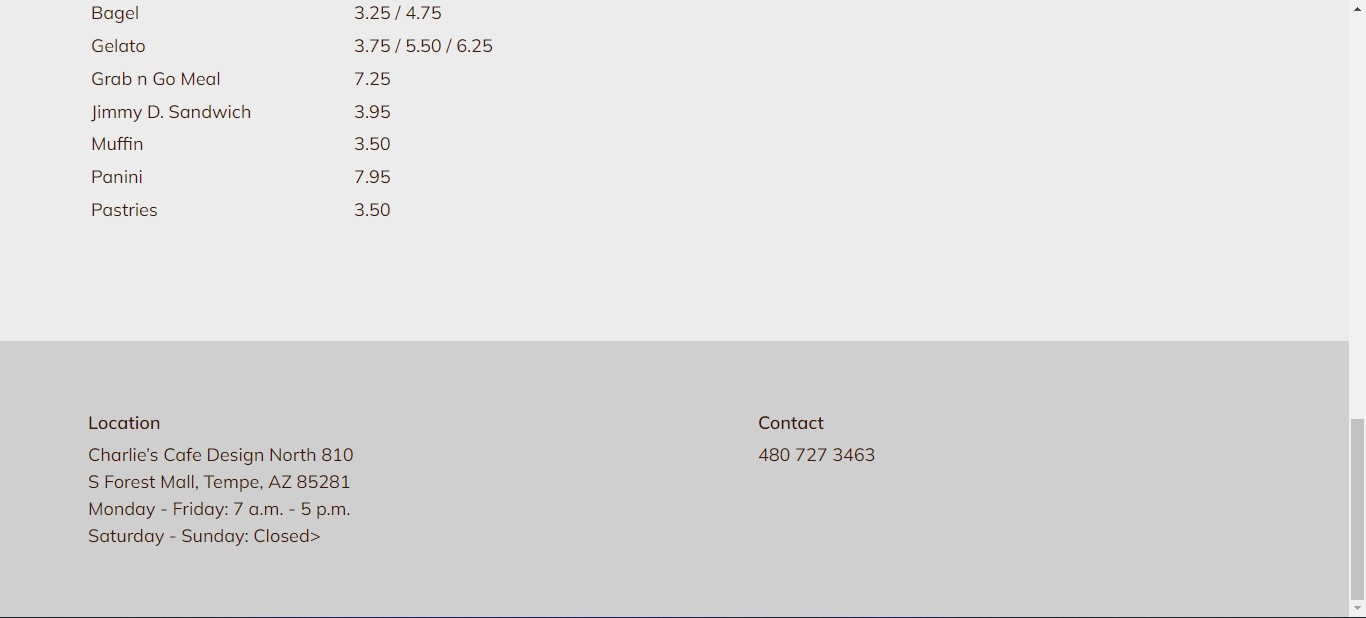 Bagel 3.25 / 4.75
Gelato 3.75 / 5.50 / 6.25
Grab n Go Meal 7.25
Jimmy D. Sandwich 3.95
Muffin 3.50
Panini 7.95
Pastries 3.50
Location
Charlie's Cafe Design North 810
S Forest Mall, Tempe, AZ 85281
Monday - Friday: 7 a.m. - 5 p.m.
Saturday - Sunday: Closed>
Contact
480 727 3463